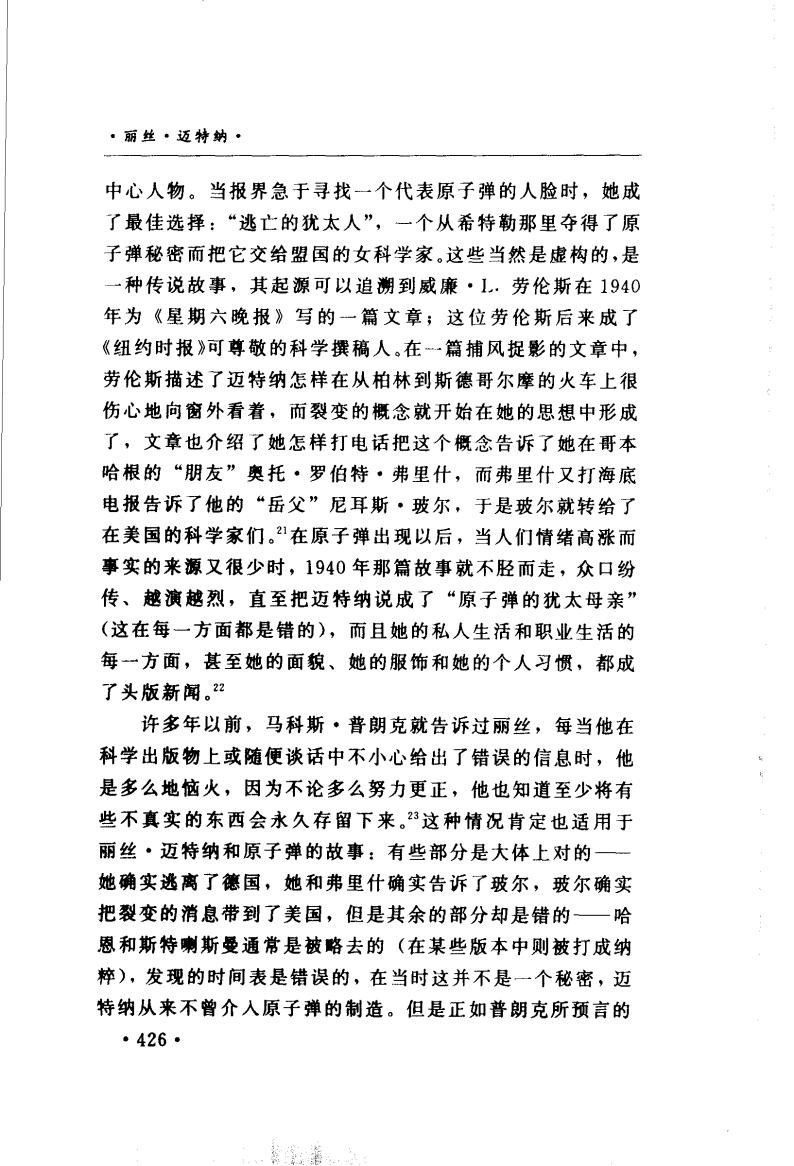 ·丽丝·迈特纳·
中心人物。当报界急于寻找一个代表原子弹的人脸时，她成
了最佳选择：“逃亡的犹太人”，一个从希特勒那里夺得了原
子弹秘密而把它交给盟国的女科学家。这些当然是虚构的，是
一种传说故事，其起源可以追溯到威廉·L. 劳伦斯在 1940
年为《星期六晚报》写的一篇文章；这位劳伦斯后来成了
《纽约时报》可尊敬的科学撰稿人。在一篇捕风捉影的文章中，
劳伦斯描述了迈特纳怎样在从柏林到斯德哥尔摩的火车上很
伤心地向窗外看着，而裂变的概念就开始在她的思想中形成
了，文章也介绍了她怎样打电话把这个概念告诉了她在哥本
哈根的“朋友”奥托·罗伯特·弗里什，而弗里什又打海底
电报告诉了他的“岳父”尼耳斯·玻尔，于是玻尔就转给了
在美国的科学家们。²¹在原子弹出现以后，当人们情绪高涨而
事实的来源又很少时，1940 年那篇故事就不胫而走，众口纷
传、越演越烈，直至把迈特纳说成了“原子弹的犹太母亲”
（这在每一方面都是错的），而且她的私人生活和职业生活的
每一方面，甚至她的面貌、她的服饰和她的个人习惯，都成
了头版新闻。²²
许多年以前，马科斯·普朗克就告诉过丽丝，每当他在
科学出版物上或随便谈话中不小心给出了错误的信息时，他
是多么地恼火，因为不论多么努力更正，他也知道至少将有
些不真实的东西会永久存留下来。²³这种情况肯定也适用于
丽丝·迈特纳和原子弹的故事：有些部分是大体上对的——
她确实逃离了德国，她和弗里什确实告诉了玻尔，玻尔确实
把裂变的消息带到了美国，但是其余的部分却是错的——哈
恩和斯特喇斯曼通常是被略去的（在某些版本中则被打成纳
粹），发现的时间表是错误的，在当时这并不是一个秘密，迈
特纳从来不曾介入原子弹的制造。但是正如普朗克所预言的
·426·